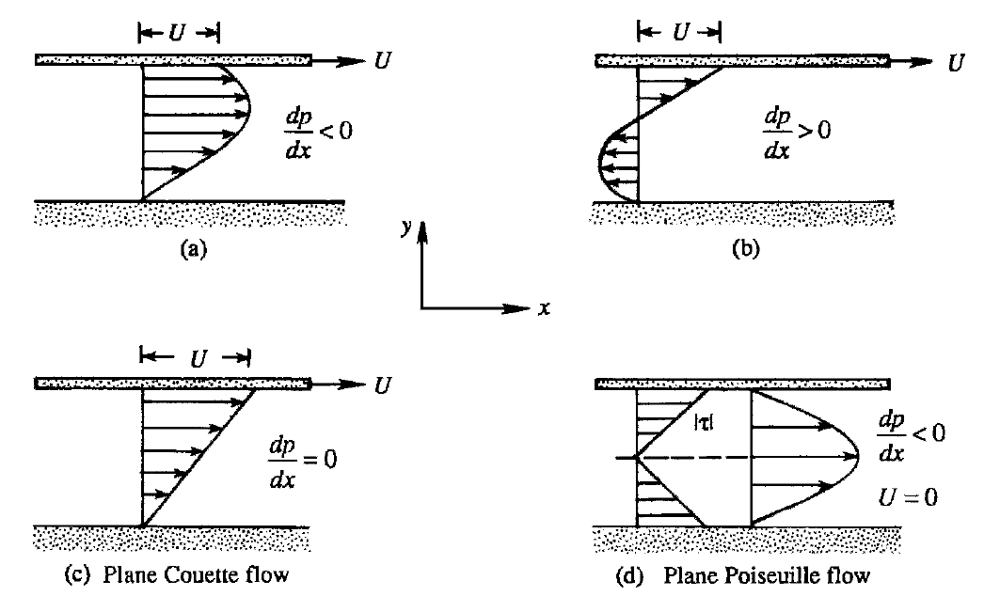 U
U
dp/dx < 0
(a)
U
U
dp/dx > 0
(b)
y
x
U
U
dp/dx = 0
(c) Plane Couette flow
|τ|
dp/dx < 0
U = 0
(d) Plane Poiseuille flow